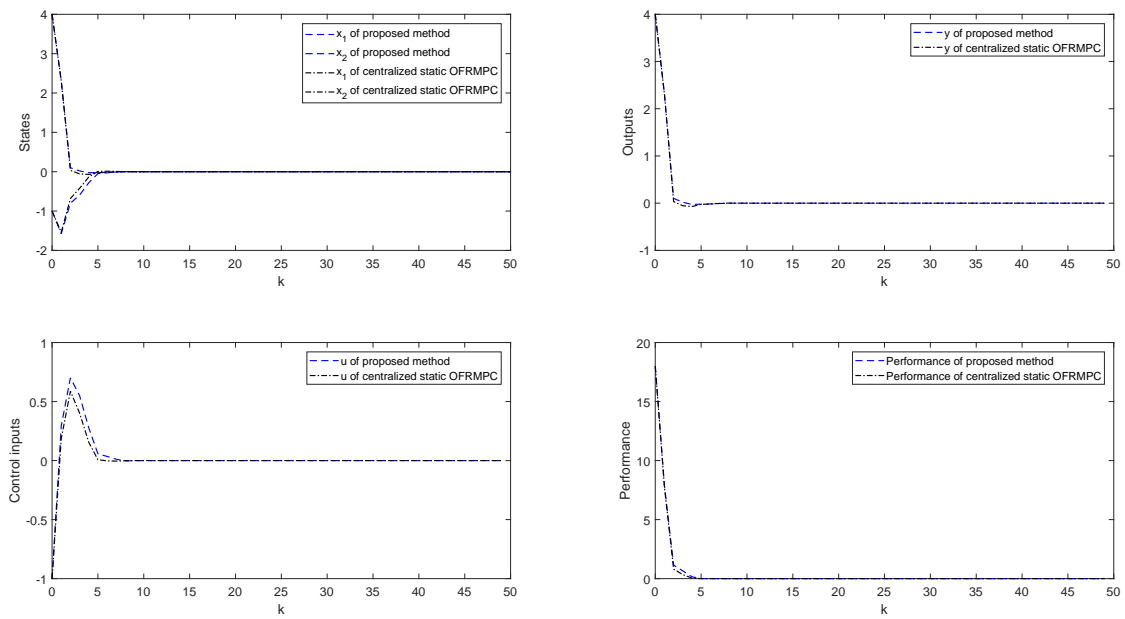 4
3
2
1
0
-1
-2
States
0 5 10 15 20 25 30 35 40 45 50
k
x1 of proposed method
x2 of proposed method
x1 of centralized static OFRMPC
x2 of centralized static OFRMPC
4
3
2
1
0
-1
Outputs
0 5 10 15 20 25 30 35 40 45 50
k
y of proposed method
y of centralized static OFRMPC
1
0.5
0
-0.5
-1
Control inputs
0 5 10 15 20 25 30 35 40 45 50
k
u of proposed method
u of centralized static OFRMPC
20
15
10
5
0
Performance
0 5 10 15 20 25 30 35 40 45 50
k
Performance of proposed method
Performance of centralized static OFRMPC